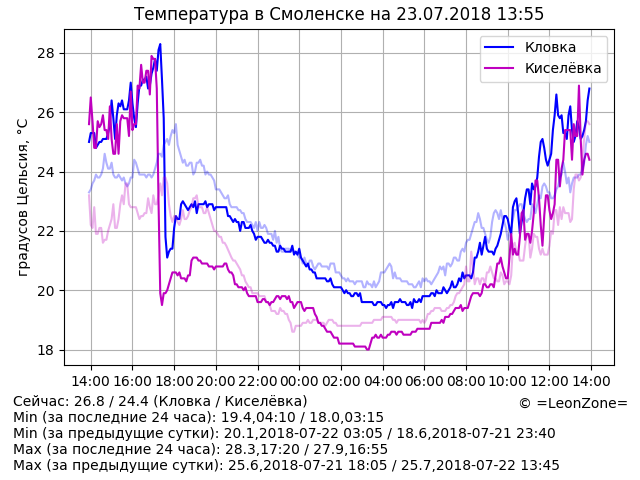 Температура в Смоленске на 23.07.2018 13:55
Кловка
Киселёвка
градусов Цельсия, °C
28
26
24
22
20
18
14:00 16:00 18:00 20:00 22:00 00:00 02:00 04:00 06:00 08:00 10:00 12:00 14:00
Сейчас: 26.8 / 24.4 (Кловка / Киселёвка)
© =LeonZone=
Min (за последние 24 часа): 19.4,04:10 / 18.0,03:15
Min (за предыдущие сутки): 20.1,2018-07-22 03:05 / 18.6,2018-07-21 23:40
Max (за последние 24 часа): 28.3,17:20 / 27.9,16:55
Max (за предыдущие сутки): 25.6,2018-07-21 18:05 / 25.7,2018-07-22 13:45